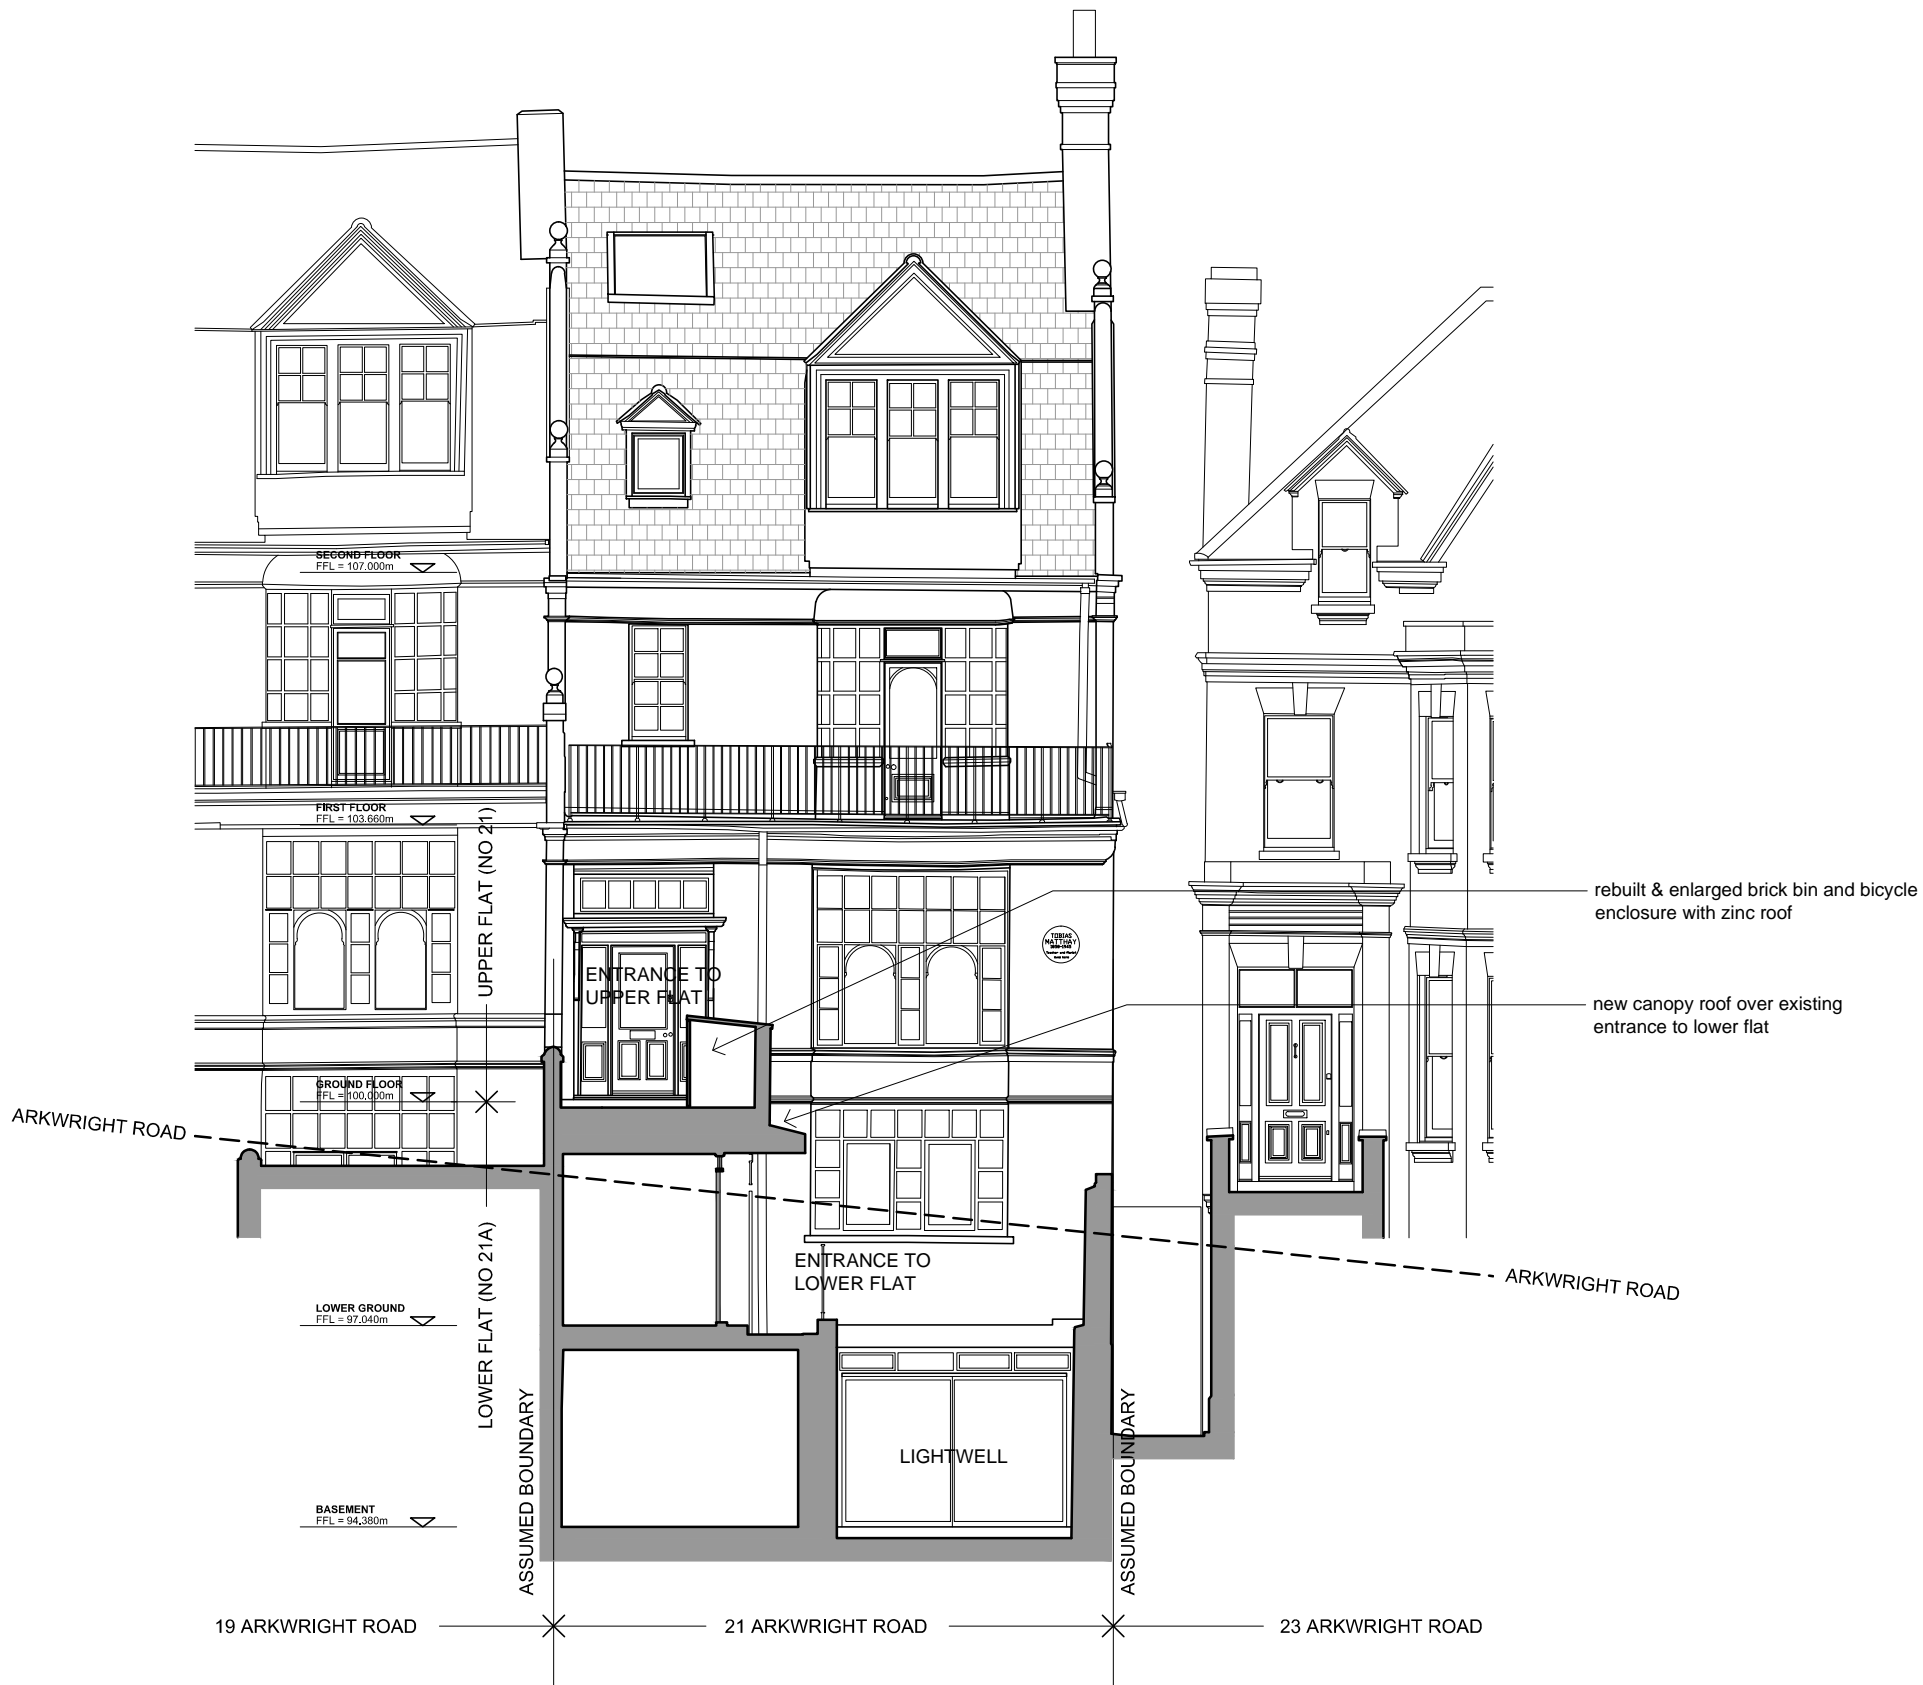 SECOND FLOOR
FFL = 107.000m
FIRST FLOOR
FFL = 103.660m
UPPER FLAT (NO 21)
rebuilt & enlarged brick bin and bicycle
enclosure with zinc roof
TOBIAS
MATTHAY
ENTRANCE TO
UPPER FLAT
new canopy roof over existing
entrance to lower flat
GROUND FLOOR
FFL = 100.000m
ARKWRIGHT ROAD
LOWER FLAT (NO 21A)
ENTRANCE TO
LOWER FLAT
ARKWRIGHT ROAD
LOWER GROUND
FFL = 97.040m
ASSUMED BOUNDARY
ASSUMED BOUNDARY
LIGHTWELL
BASEMENT
FFL = 94.380m
19 ARKWRIGHT ROAD
21 ARKWRIGHT ROAD
23 ARKWRIGHT ROAD